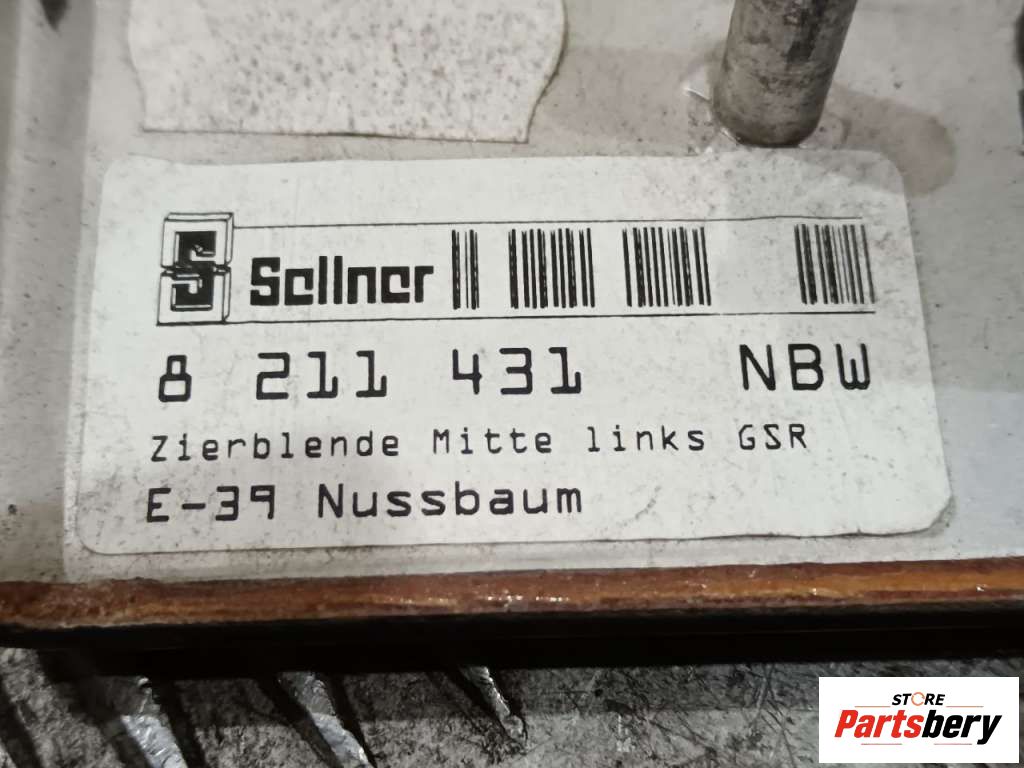 Sellner
8 211 431 NBW
Zierblende Mitte links GSR
E-39 Nussbaum
STORE
Partsbery